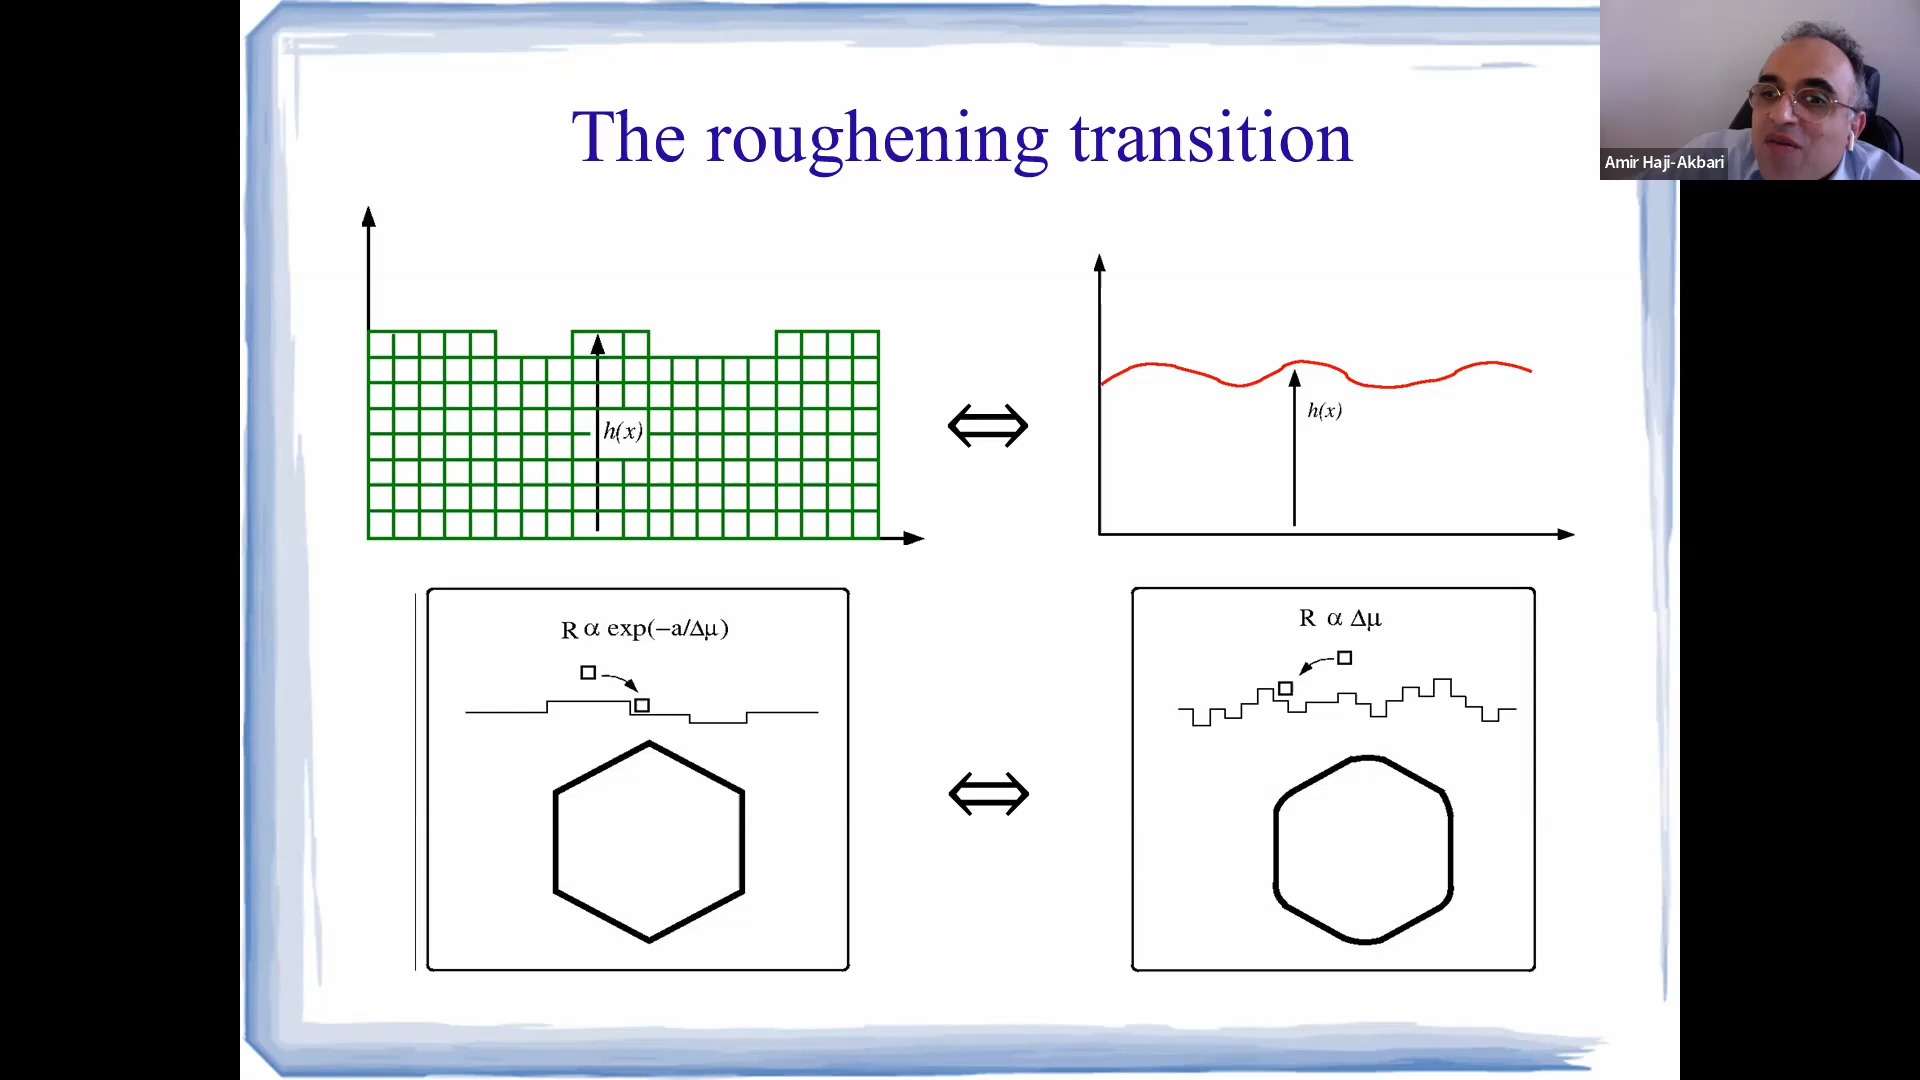 The roughening transition
Amir Haji-Akbari
h(x)
h(x)
R α exp(−a/Δμ)
R α Δμ